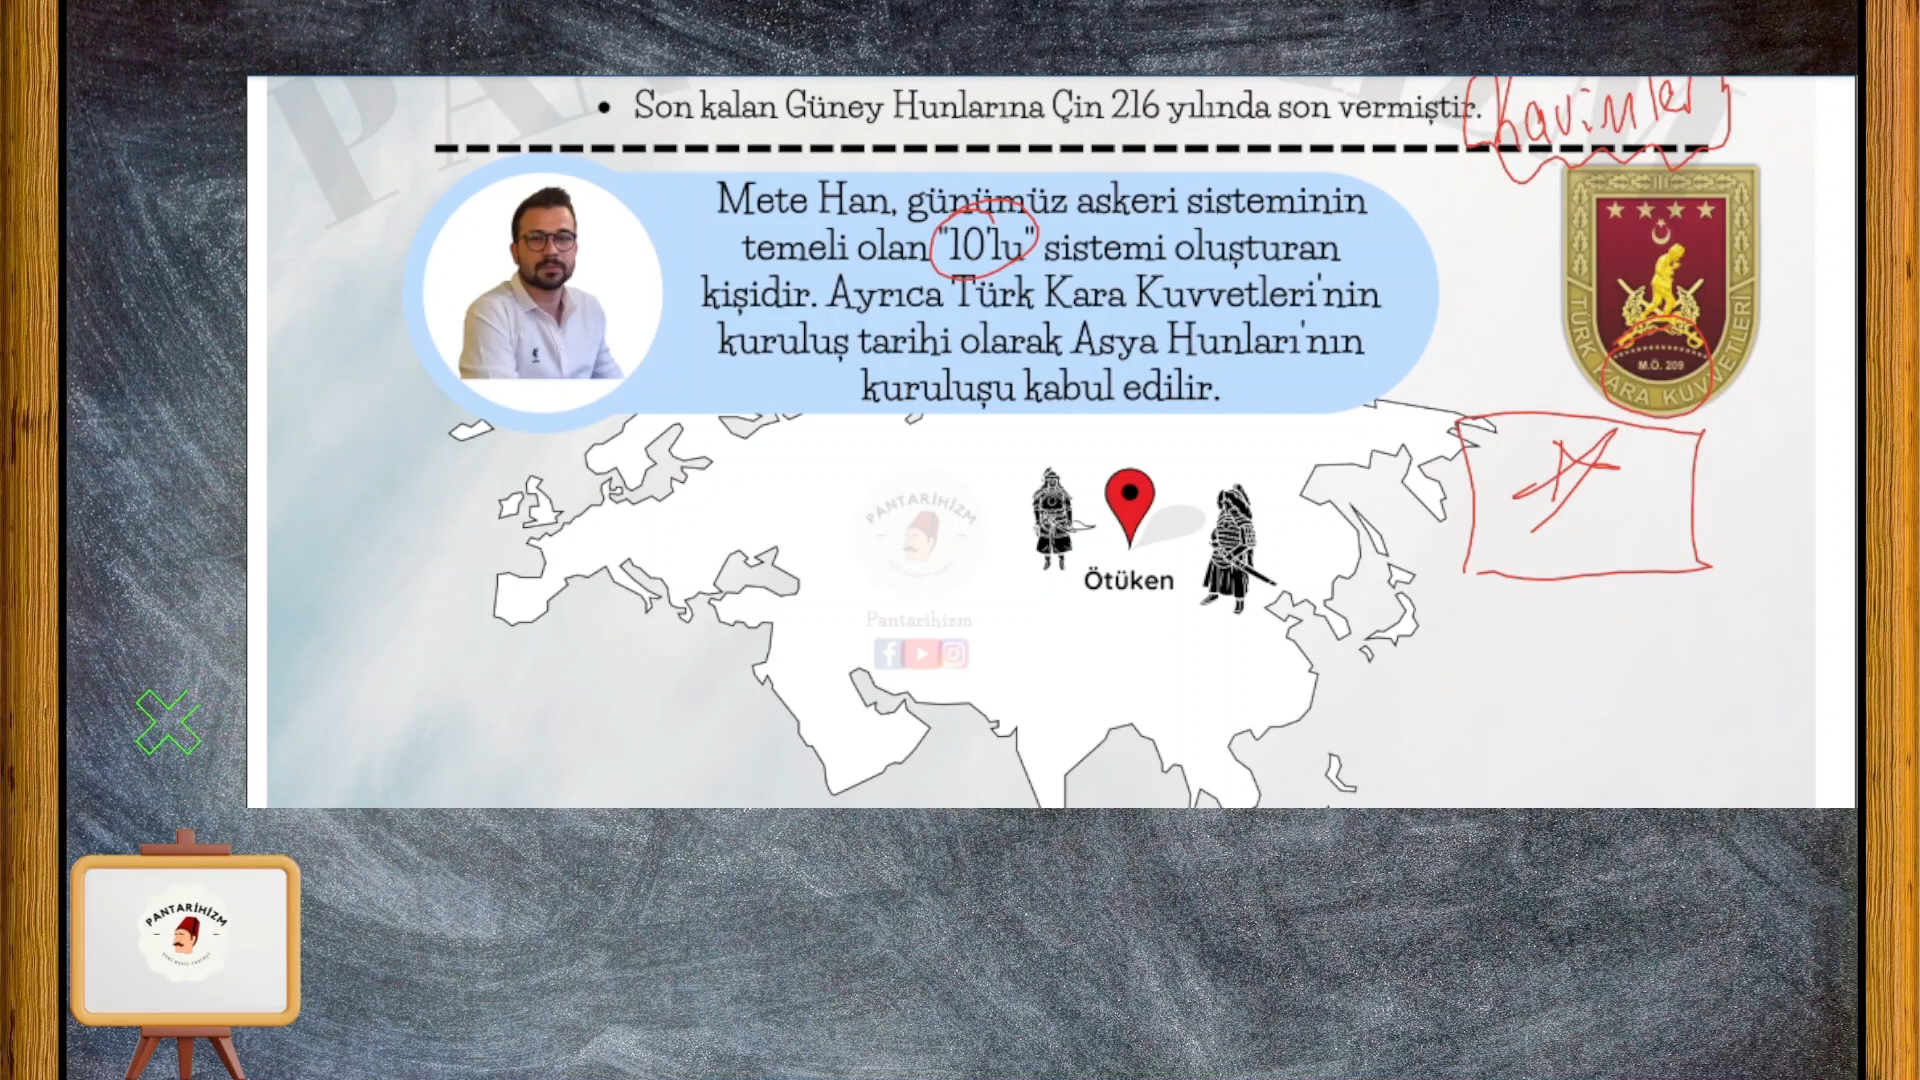 • Son kalan Güney Hunlarına Çin 216 yılında son vermiştir.
Kavimler
Mete Han, günümüz askeri sisteminin
temeli olan "10'lu" sistemi oluşturan
kişidir. Ayrıca Türk Kara Kuvvetleri'nin
kuruluş tarihi olarak Asya Hunları'nın
kuruluşu kabul edilir.
M.Ö. 209
TÜRK KARA KUVVETLERİ
PANTARİHİZM
Ötüken
Pantarihizm
PANTARİHİZM